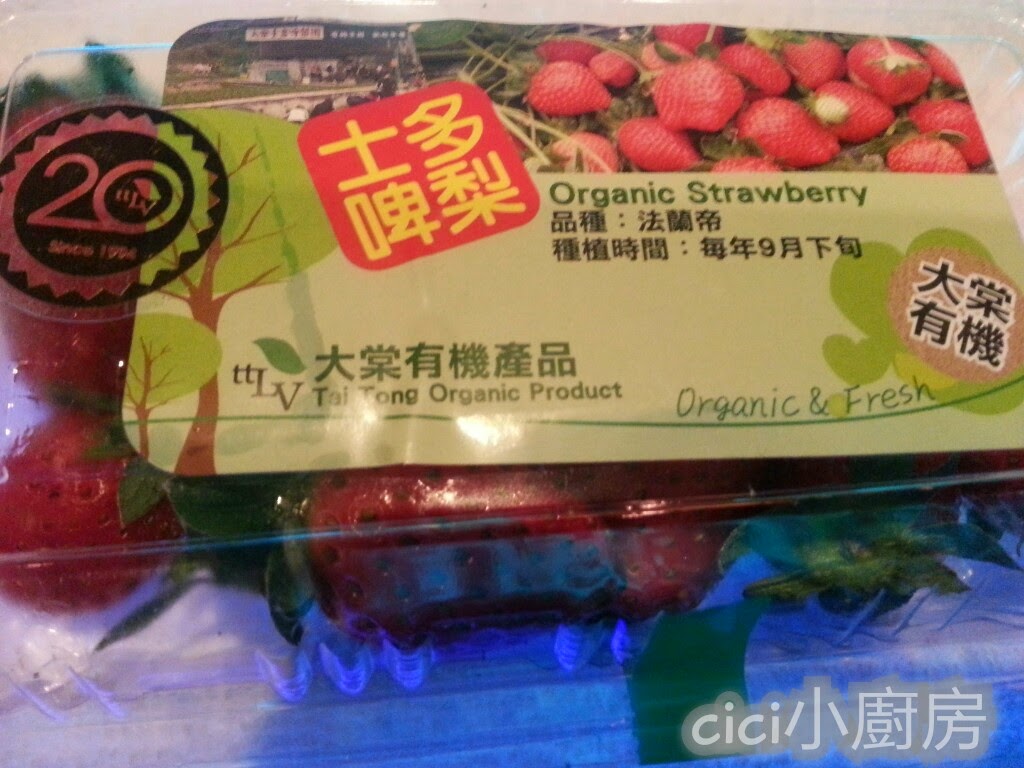 20
ttLV
Since 1994
士多
啤梨
Organic Strawberry
品種：法蘭帝
種植時間：每年9月下旬
大棠
有機
ttLV
大棠有機產品
Tai Tong Organic Product
Organic & Fresh
cici小廚房